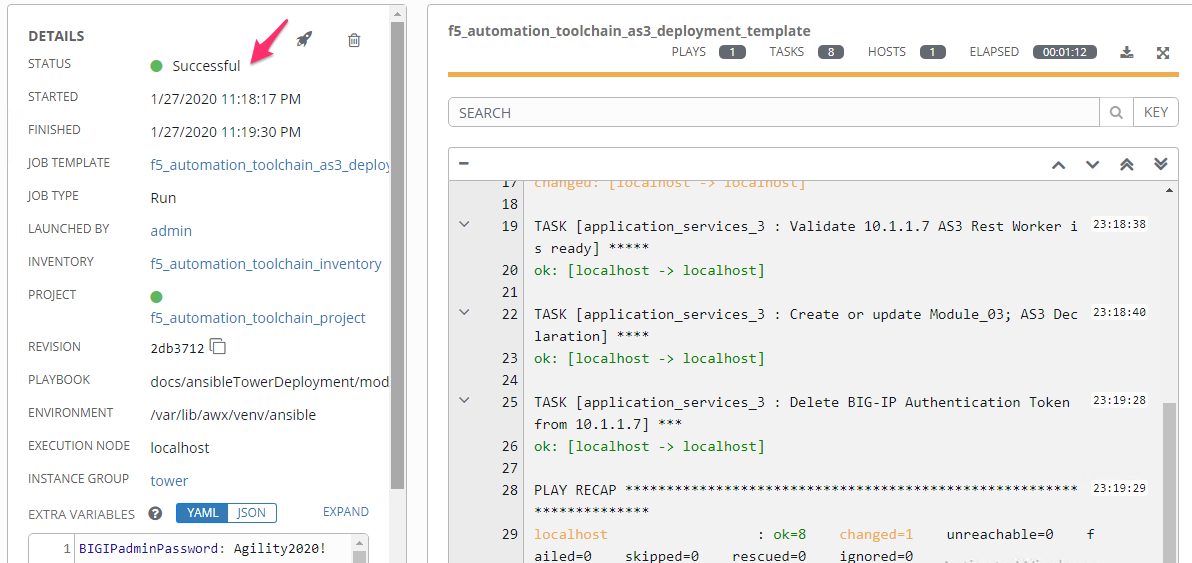 DETAILS
STATUS
Successful
STARTED
1/27/2020 11:18:17 PM
FINISHED
1/27/2020 11:19:30 PM
JOB TEMPLATE
f5_automation_toolchain_as3_deploy
JOB TYPE
Run
LAUNCHED BY
admin
INVENTORY
f5_automation_toolchain_inventory
PROJECT
f5_automation_toolchain_project
REVISION
2db3712
PLAYBOOK
docs/ansibleTowerDeployment/mod
ENVIRONMENT
/var/lib/awx/venv/ansible
EXECUTION NODE
localhost
INSTANCE GROUP
tower
EXTRA VARIABLES ? YAML JSON EXPAND
1 BIGIPadminPassword: Agility2020!
f5_automation_toolchain_as3_deployment_template
PLAYS 1 TASKS 8 HOSTS 1 ELAPSED 00:01:12
SEARCH KEY
17 changed: [localhost -> localhost]
18
19 TASK [application_services_3 : Validate 10.1.1.7 AS3 Rest Worker i 23:18:38
s ready] *****
20 ok: [localhost -> localhost]
21
22 TASK [application_services_3 : Create or update Module_03; AS3 Dec 23:18:40
laration] ****
23 ok: [localhost -> localhost]
24
25 TASK [application_services_3 : Delete BIG-IP Authentication Token 23:19:28
from 10.1.1.7] ***
26 ok: [localhost -> localhost]
27
28 PLAY RECAP ******************************************************* 23:19:29
**************
29 localhost : ok=8 changed=1 unreachable=0 f
ailed=0 skipped=0 rescued=0 ignored=0